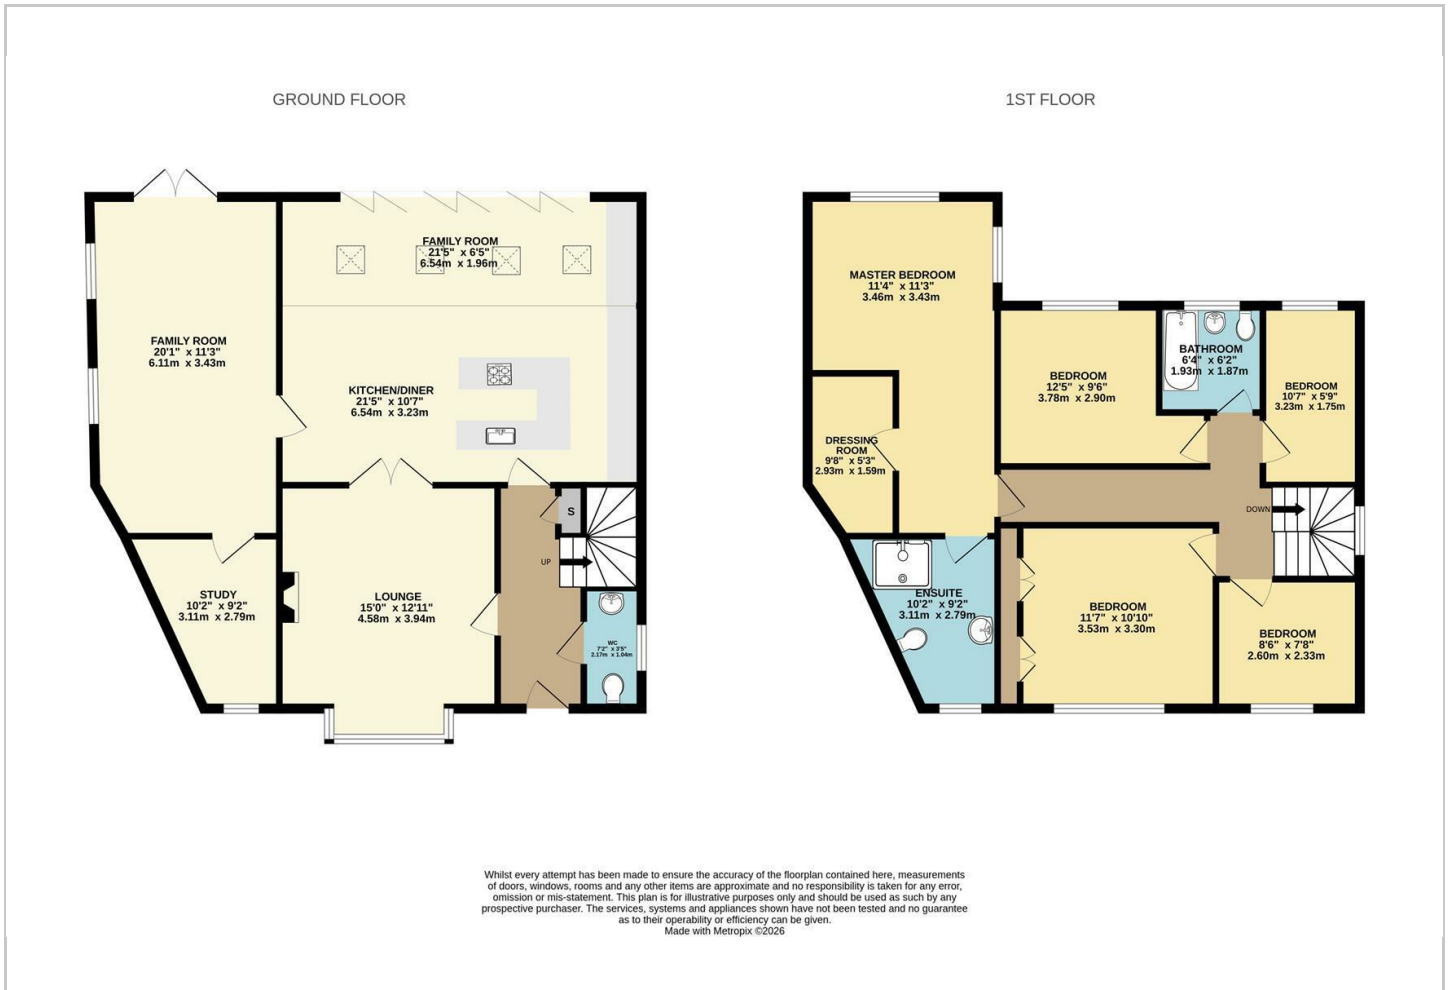 GROUND FLOOR
FAMILY ROOM
21'5" x 6'5"
6.54m x 1.96m
FAMILY ROOM
20'1" x 11'3"
6.11m x 3.43m
KITCHEN/DINER
21'5" x 10'7"
6.54m x 3.23m
S
UP
STUDY
10'2" x 9'2"
3.11m x 2.79m
LOUNGE
15'0" x 12'11"
4.58m x 3.94m
WC
7'2" x 3'5"
2.17m x 1.04m
1ST FLOOR
MASTER BEDROOM
11'4" x 11'3"
3.46m x 3.43m
BATHROOM
6'4" x 6'2"
1.93m x 1.87m
BEDROOM
12'5" x 9'6"
3.78m x 2.90m
BEDROOM
10'7" x 5'9"
3.23m x 1.75m
DRESSING
ROOM
9'8" x 5'3"
2.93m x 1.59m
DOWN
ENSUITE
10'2" x 9'2"
3.11m x 2.79m
BEDROOM
11'7" x 10'10"
3.53m x 3.30m
BEDROOM
8'6" x 7'8"
2.60m x 2.33m
Whilst every attempt has been made to ensure the accuracy of the floorplan contained here, measurements
of doors, windows, rooms and any other items are approximate and no responsibility is taken for any error,
omission or mis-statement. This plan is for illustrative purposes only and should be used as such by any
prospective purchaser. The services, systems and appliances shown have not been tested and no guarantee
as to their operability or efficiency can be given.
Made with Metropix ©2026